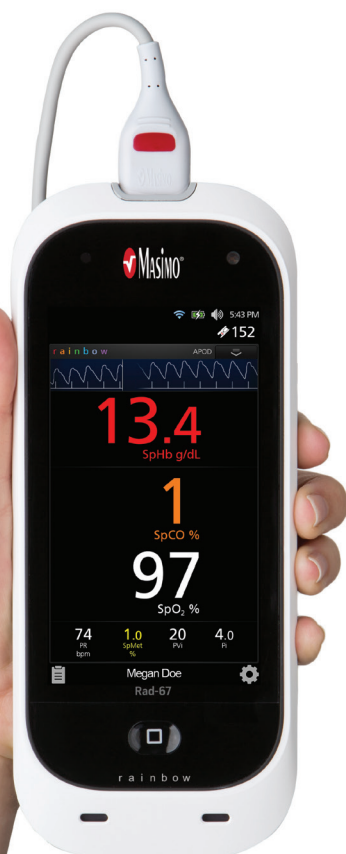 MASIMO®
5:43 PM
152
rainbow APOD
13.4
SpHb g/dL
1
SpCO %
97
SpO₂ %
74 1.0 20 4.0
PR SpMet PVi Pi
bpm %
Megan Doe
Rad-67
rainbow